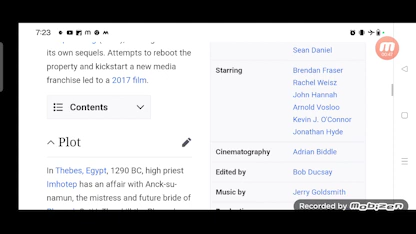 7:23
its own sequels. Attempts to reboot the
property and kickstart a new media
franchise led to a 2017 film.
Contents
Plot
In Thebes, Egypt, 1290 BC, high priest
Imhotep has an affair with Anck-su-
namun, the mistress and future bride of
Sean Daniel
Starring
Brendan Fraser
Rachel Weisz
John Hannah
Arnold Vosloo
Kevin J. O'Connor
Jonathan Hyde
Cinematography Adrian Biddle
Edited by Bob Ducsay
Music by Jerry Goldsmith
Recorded by Mobizen